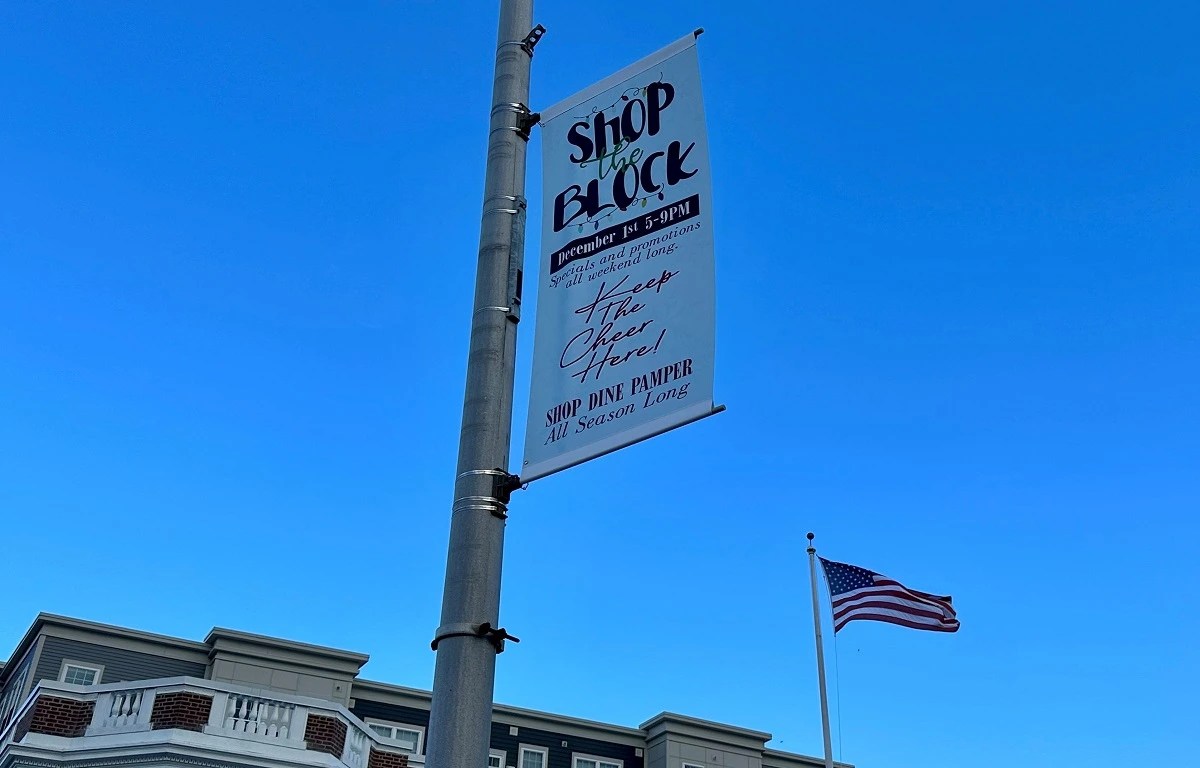 Shop
the
BLOCK
December 1st 5-9PM
Specials and promotions
all weekend long.
Keep
The
Cheer
Here!
SHOP DINE PAMPER
All Season Long